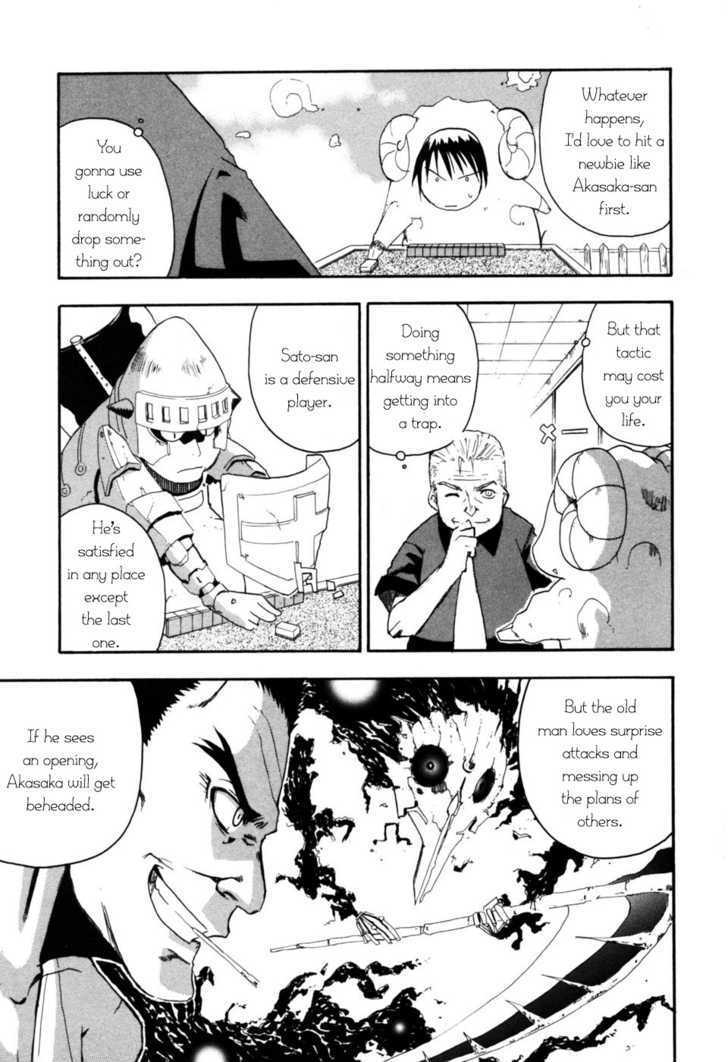 Whatever
happens,
I'd love to hit a
newbie like
Akasaka-san
first.
You
gonna use
luck or
randomly
drop some-
thing out?
But that
tactic
may cost
you your
life.
Doing
something
halfway means
getting into
a trap.
Sato-san
is a defensive
player.
He's
satisfied
in any place
except
the last
one.
But the old
man loves surprise
attacks and
messing up
the plans of
others.
If he sees
an opening,
Akasaka will get
beheaded.